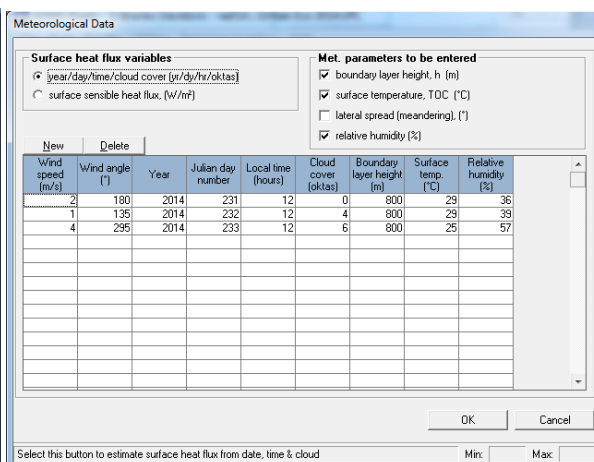 Meteorological Data
Surface heat flux variables
year/day/time/cloud cover (yr/dy/hr/oktas)
surface sensible heat flux, (W/m²)
Met. parameters to be entered
boundary layer height, h (m)
surface temperature, TOC (°C)
lateral spread (meandering), (°)
relative humidity (%)
New Delete
Wind speed (m/s) Wind angle (°) Year Julian day number Local time (hours) Cloud cover (oktas) Boundary layer height (m) Surface temp. (°C) Relative humidity (%)
2 180 2014 231 12 0 800 29 36
1 135 2014 232 12 4 800 29 39
4 295 2014 233 12 6 800 25 57
OK Cancel
Select this button to estimate surface heat flux from date, time & cloud Min: Max: